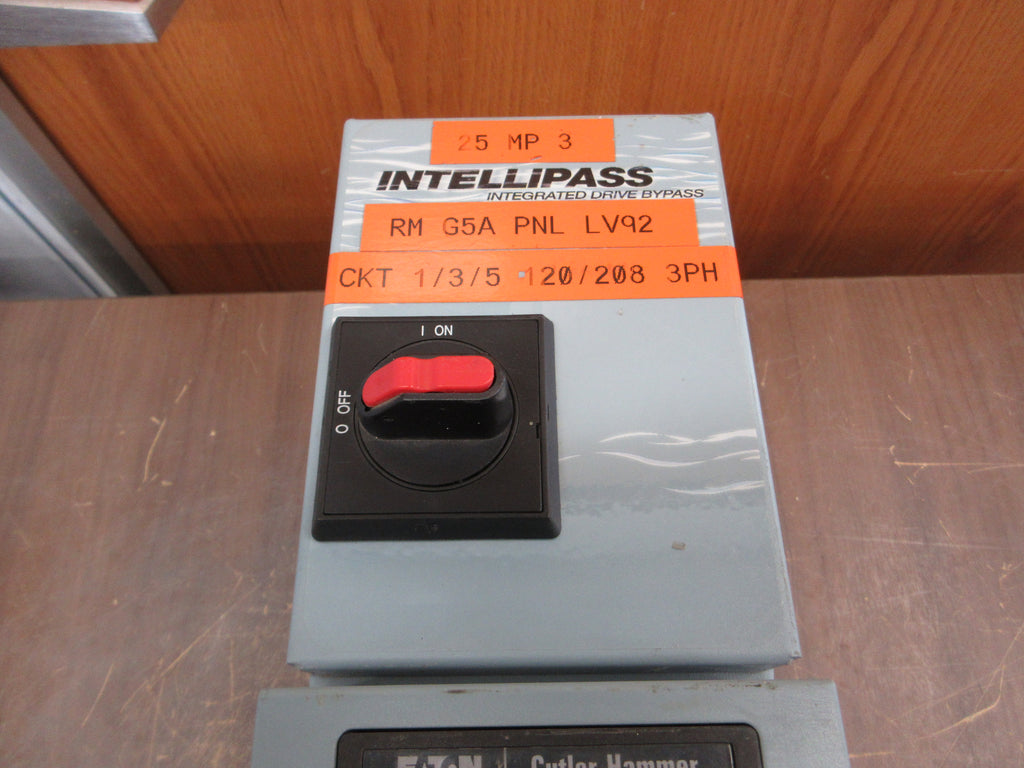 25 MP 3
INTELLIPASS
INTEGRATED DRIVE BYPASS
RM G5A PNL LV92
CKT 1/3/5 120/208 3PH
I ON
O OFF
EATON Cutler-Hammer